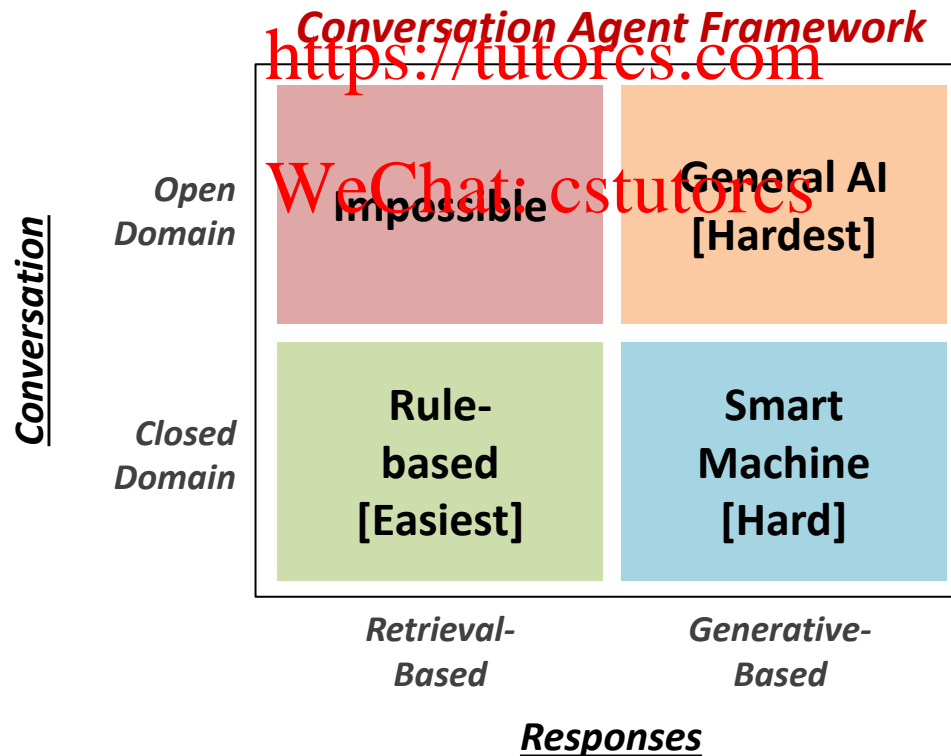 Conversation Agent Framework
https://tutorcs.com
WeChat: cstutorcs
Open
Domain
Impossible
General AI
[Hardest]
Conversation
Closed
Domain
Rule-
based
[Easiest]
Smart
Machine
[Hard]
Retrieval-
Based
Generative-
Based
Responses